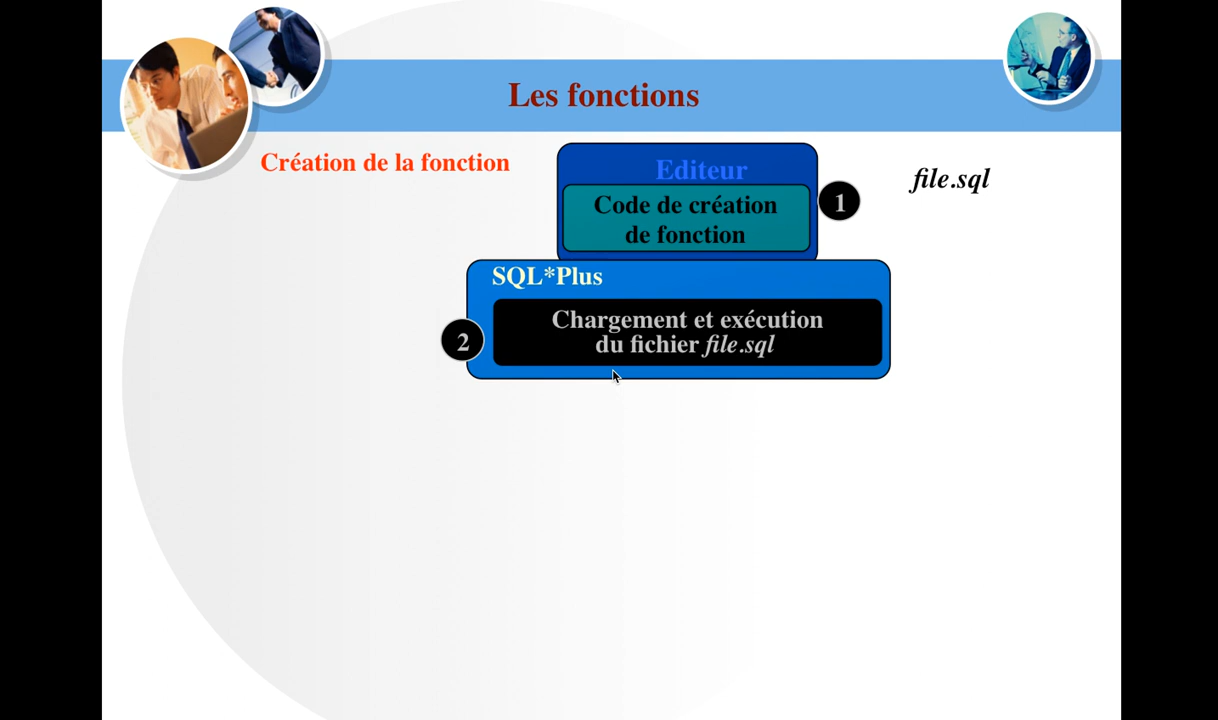 Les fonctions
Création de la fonction
Editeur
file.sql
Code de création
de fonction
1
SQL*Plus
Chargement et exécution
du fichier file.sql
2